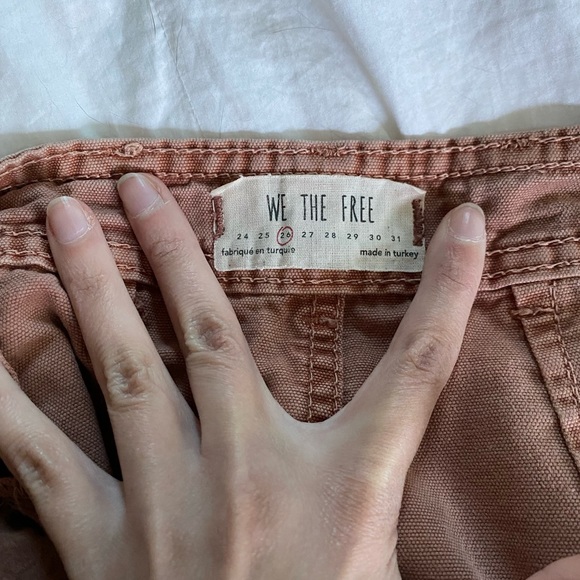 WE THE FREE
24 25 26 27 28 29 30 31
fabriqué en turquie made in turkey